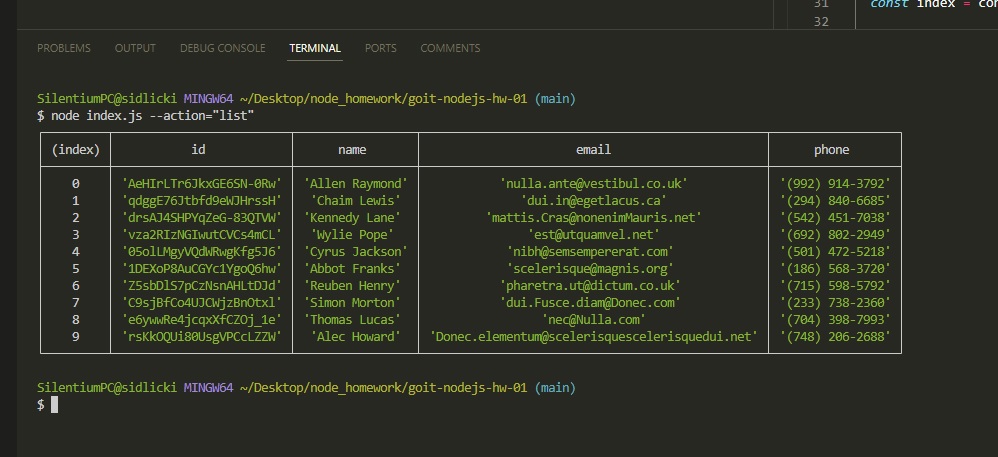 31 const index = con
32
PROBLEMS OUTPUT DEBUG CONSOLE TERMINAL PORTS COMMENTS
SilentiumPC@sidlicki MINGW64 ~/Desktop/node_homework/goit-nodejs-hw-01 (main)
$ node index.js --action="list"
(index) id name email phone
0 'AeHIrLTr6JkxGE6SN-0Rw' 'Allen Raymond' 'nulla.ante@vestibul.co.uk' '(992) 914-3792'
1 'qdggE76Jtbfd9eWJHrssH' 'Chaim Lewis' 'dui.in@egetlacus.ca' '(294) 840-6685'
2 'drsAJ4SHPYqZeG-83QTVW' 'Kennedy Lane' 'mattis.Cras@nonenimMauris.net' '(542) 451-7038'
3 'vza2RIzNGIwutCVCs4mCL' 'Wylie Pope' 'est@utquamvel.net' '(692) 802-2949'
4 '05olLMgyVQdWRwgKfg5J6' 'Cyrus Jackson' 'nibh@semsempererat.com' '(501) 472-5218'
5 '1DEXoP8AuCGYc1YgoQ6hw' 'Abbot Franks' 'scelerisque@magnis.org' '(186) 568-3720'
6 'Z5sbDlS7pCzNsnAHLtDJd' 'Reuben Henry' 'pharetra.ut@dictum.co.uk' '(715) 598-5792'
7 'C9sjBfCo4UJCWjzBnOtxl' 'Simon Morton' 'dui.Fusce.diam@Donec.com' '(233) 738-2360'
8 'e6ywwRe4jcqxXfCZOj_1e' 'Thomas Lucas' 'nec@Nulla.com' '(704) 398-7993'
9 'rsKkOQUi80UsgVPCcLZZW' 'Alec Howard' 'Donec.elementum@scelerisquescelerisquedui.net' '(748) 206-2688'
SilentiumPC@sidlicki MINGW64 ~/Desktop/node_homework/goit-nodejs-hw-01 (main)
$